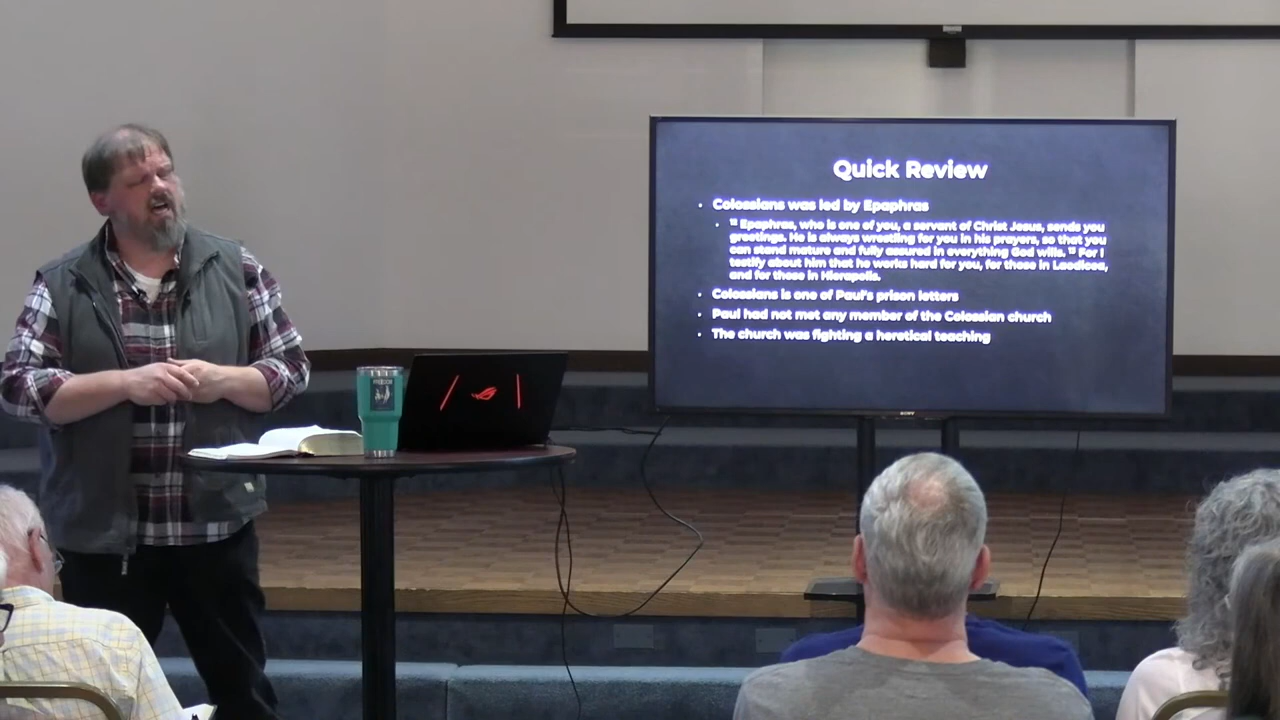 Quick Review
• Colossians was led by Epaphras
• ¹² Epaphras, who is one of you, a servant of Christ Jesus, sends you
greetings. He is always wrestling for you in his prayers, so that you
can stand mature and fully assured in everything God wills. ¹³ For I
testify about him that he works hard for you, for those in Laodicea,
and for those in Hierapolis.
• Colossians is one of Paul's prison letters
• Paul had not met any member of the Colossian church
• The church was fighting a heretical teaching
SONY